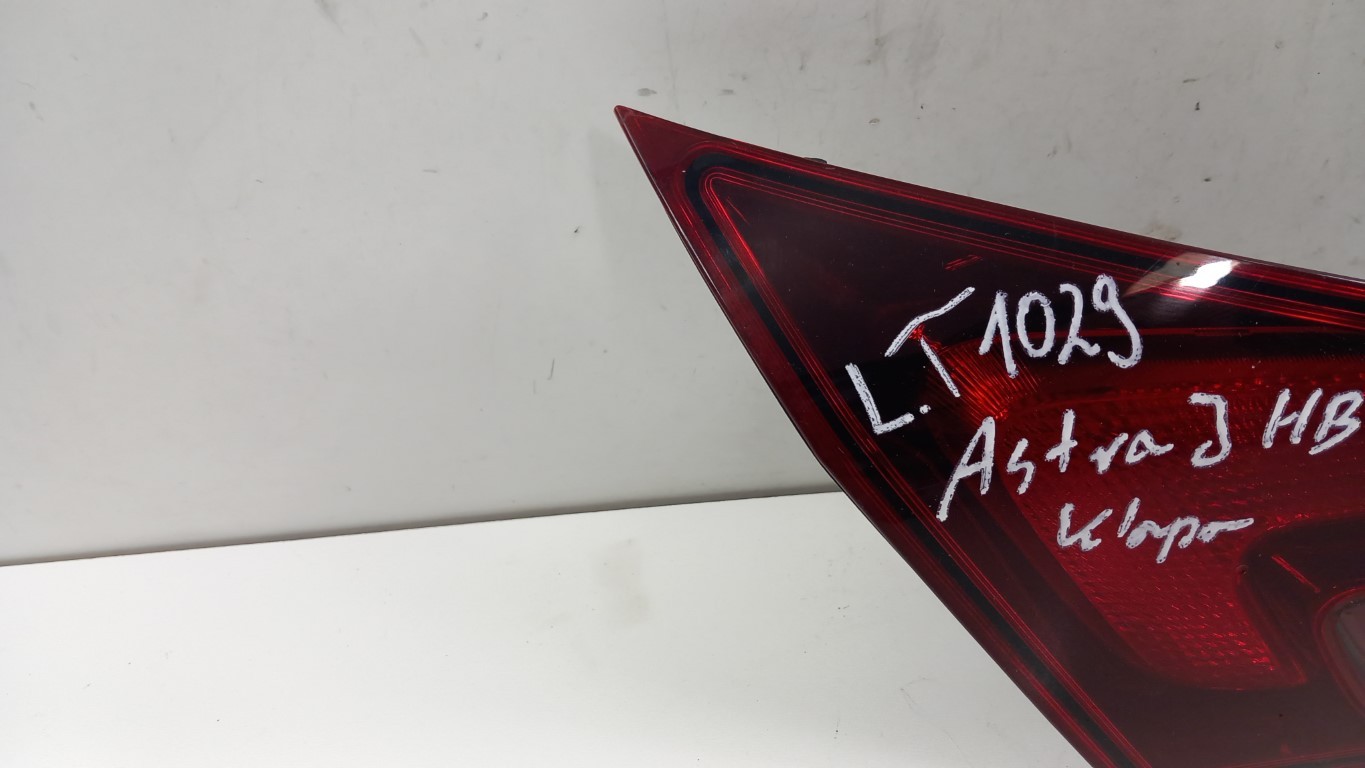 L.T 1029
Astra J HB
klapa